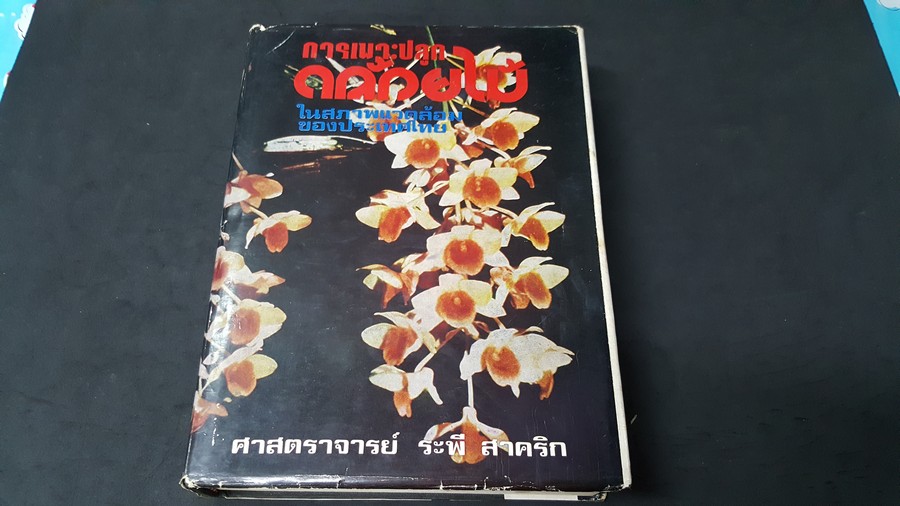 การเพาะปลูก
กล้วยไม้
ในสภาพแวดล้อม
ของประเทศไทย
ศาสตราจารย์ ระพี สาคริก